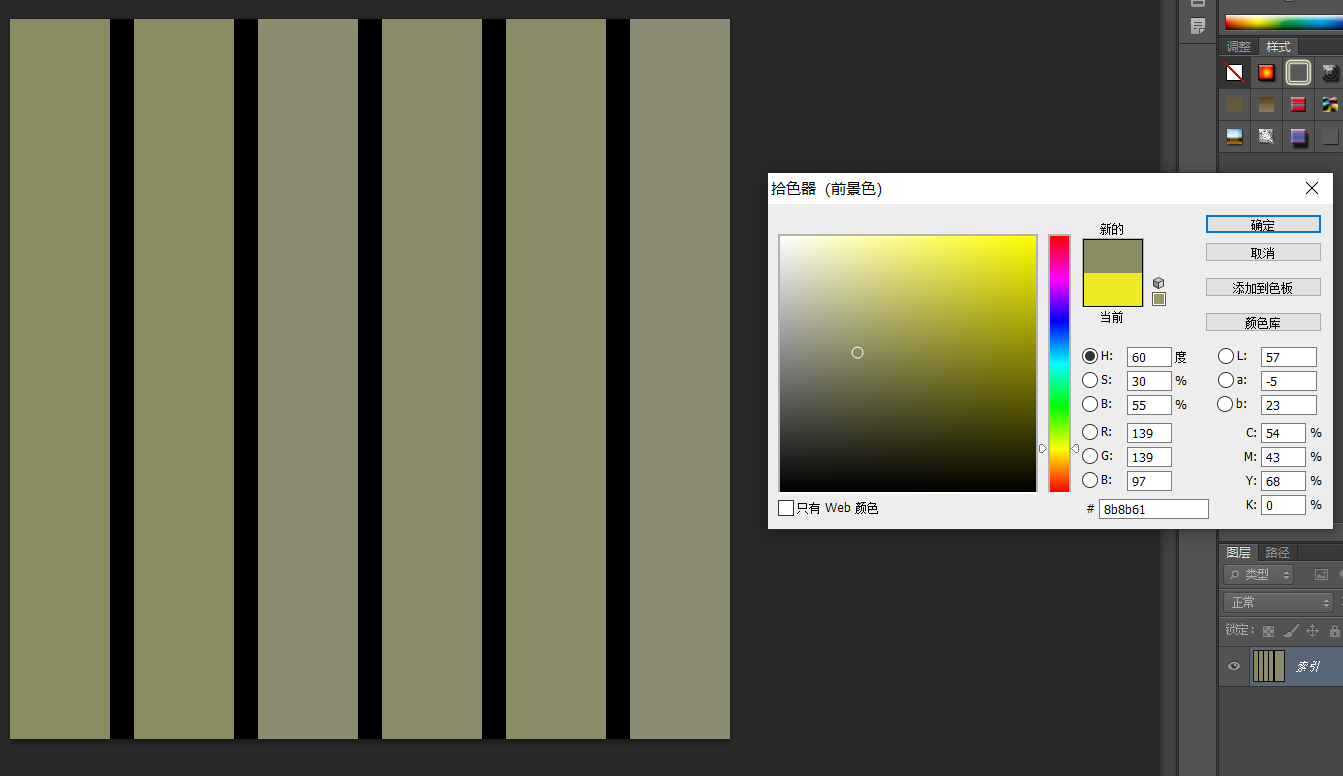 调整 样式
拾色器 (前景色)
新的
当前
确定
取消
添加到色板
颜色库
H: 60 度
S: 30 %
B: 55 %
R: 139
G: 139
B: 97
# 8b8b61
L: 57
a: -5
b: 23
C: 54 %
M: 43 %
Y: 68 %
K: 0 %
只有 Web 颜色
图层 路径
类型
正常
锁定:
索引